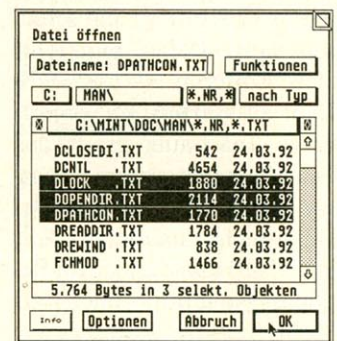 Datei öffnen
Dateiname: DPATHCON.TXT Funktionen
C: MAN\ *.NR,* nach Typ
C:\MINT\DOC\MAN\*.NR,*.TXT
DCLOSEDI.TXT 542 24.03.92
DCNTL .TXT 4654 24.03.92
DLOCK .TXT 1880 24.03.92
DOPENDIR.TXT 2114 24.03.92
DPATHCON.TXT 1770 24.03.92
DREADDIR.TXT 1784 24.03.92
DREWIND .TXT 838 24.03.92
FCHMOD .TXT 1466 24.03.92
5.764 Bytes in 3 selekt. Objekten
Info Optionen Abbruch OK